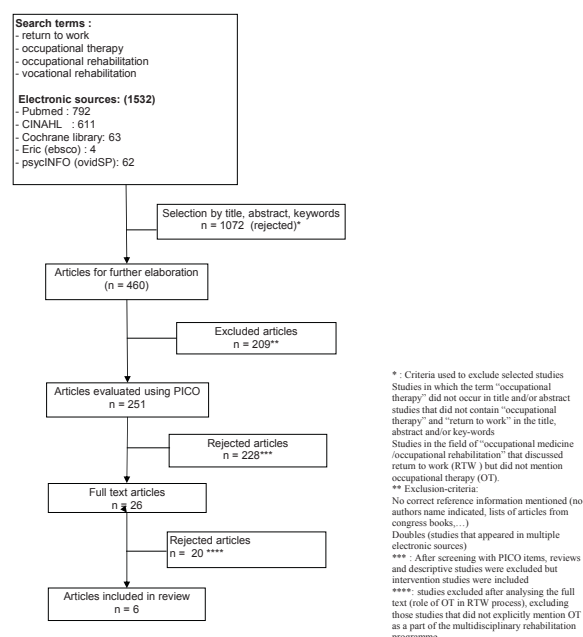 Search terms :
- return to work
- occupational therapy
- occupational rehabilitation
- vocational rehabilitation
Electronic sources: (1532)
- Pubmed : 792
- CINAHL : 611
- Cochrane library: 63
- Eric (ebsco) : 4
- psycINFO (ovidSP) : 62
Selection by title, abstract, keywords
n = 1072 (rejected)*
Articles for further elaboration
(n = 460)
Excluded articles
n = 209**
Articles evaluated using PICO
n = 251
Rejected articles
n = 228***
Full text articles
n = 26
Rejected articles
n = 20 ****
Articles included in review
n = 6
* : Criteria used to exclude selected studies
Studies in which the term “occupational
therapy” did not occur in title and/or abstract
studies that did not contain “occupational
therapy” and “return to work” in the title,
abstract and/or key-words
Studies in the field of “occupational medicine
/occupational rehabilitation” that discussed
return to work (RTW ) but did not mention
occupational therapy (OT).
** Exclusion-criteria:
No correct reference information mentioned (no
authors name indicated, lists of articles from
congress books,…)
Doubles (studies that appeared in multiple
electronic sources)
*** : After screening with PICO items, reviews
and descriptive studies were excluded but
intervention studies were included
****: studies excluded after analysing the full
text (role of OT in RTW process), excluding
those studies that did not explicitly mention OT
as a part of the multidisciplinary rehabilitation
programme